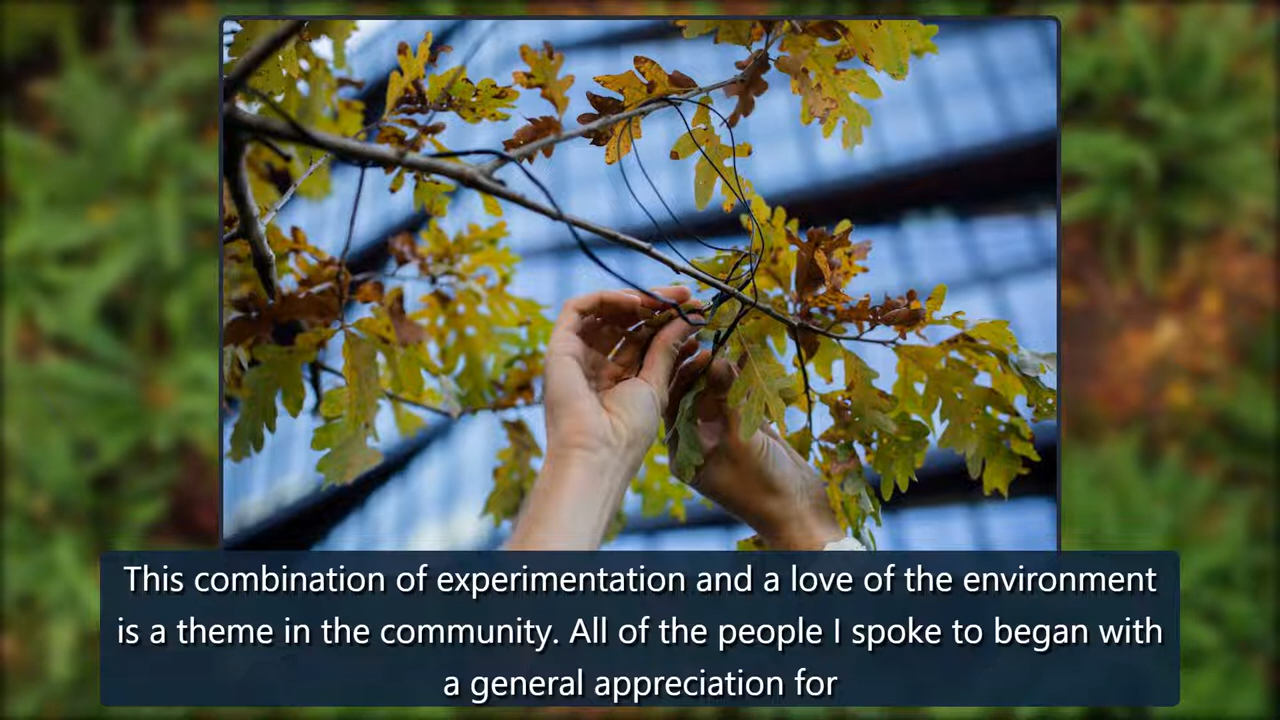 This combination of experimentation and a love of the environment
is a theme in the community. All of the people I spoke to began with
a general appreciation for